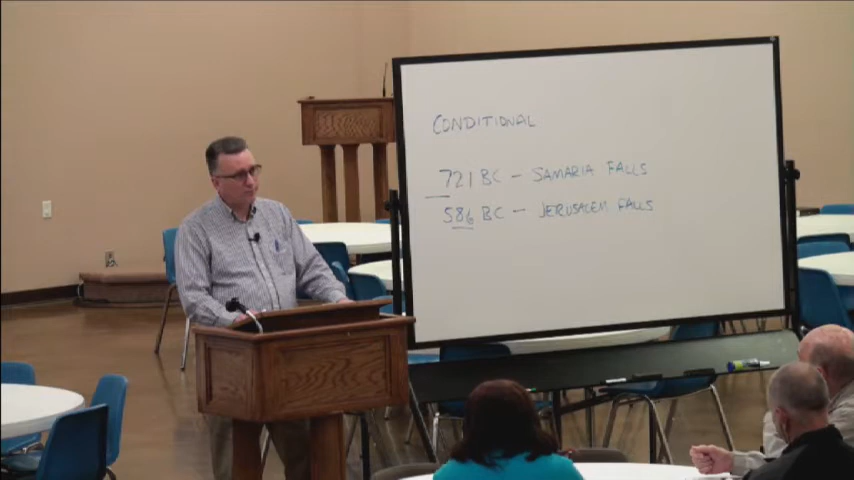 CONDITIONAL
721 BC - SAMARIA FALLS
586 BC - JERUSALEM FALLS